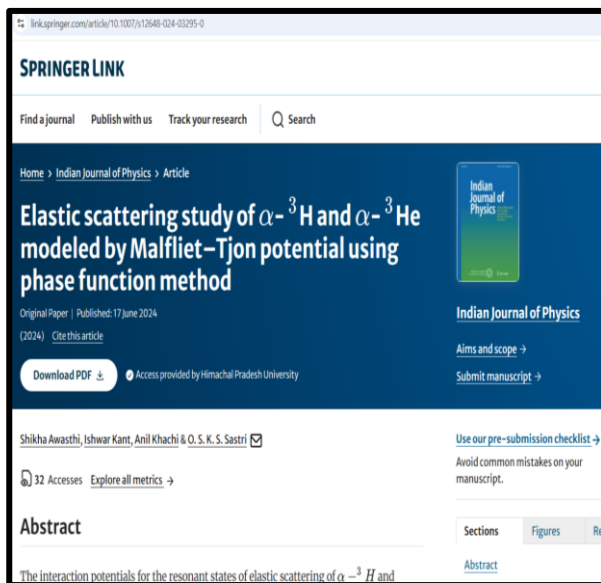 link.springer.com/article/10.1007/s12648-024-03295-0
SPRINGER LINK
Find a journal Publish with us Track your research Search
Home > Indian Journal of Physics > Article
Elastic scattering study of α-³H and α-³He
modeled by Malfliet–Tjon potential using
phase function method
Original Paper | Published: 17 June 2024
(2024) Cite this article
Download PDF Access provided by Himachal Pradesh University
Indian
Journal of
Physics
Indian Journal of Physics
Aims and scope →
Submit manuscript →
Shikha Awasthi, Ishwar Kant, Anil Khachi & O. S. K. S. Sastri
32 Accesses Explore all metrics →
Abstract
The interaction potentials for the resonant states of elastic scattering of α −³ H and
Use our pre-submission checklist →
Avoid common mistakes on your
manuscript.
Sections Figures Re
Abstract